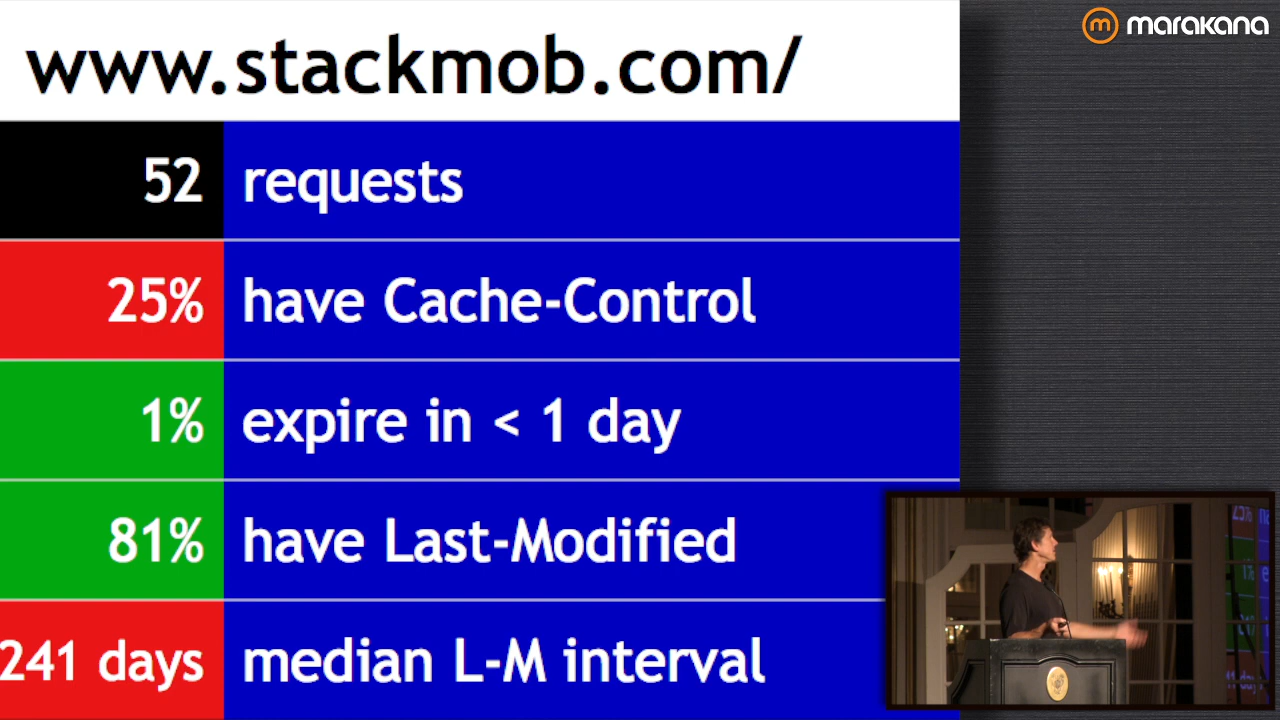 www.stackmob.com/
marakana
52 requests
25% have Cache-Control
1% expire in < 1 day
81% have Last-Modified
241 days median L-M interval